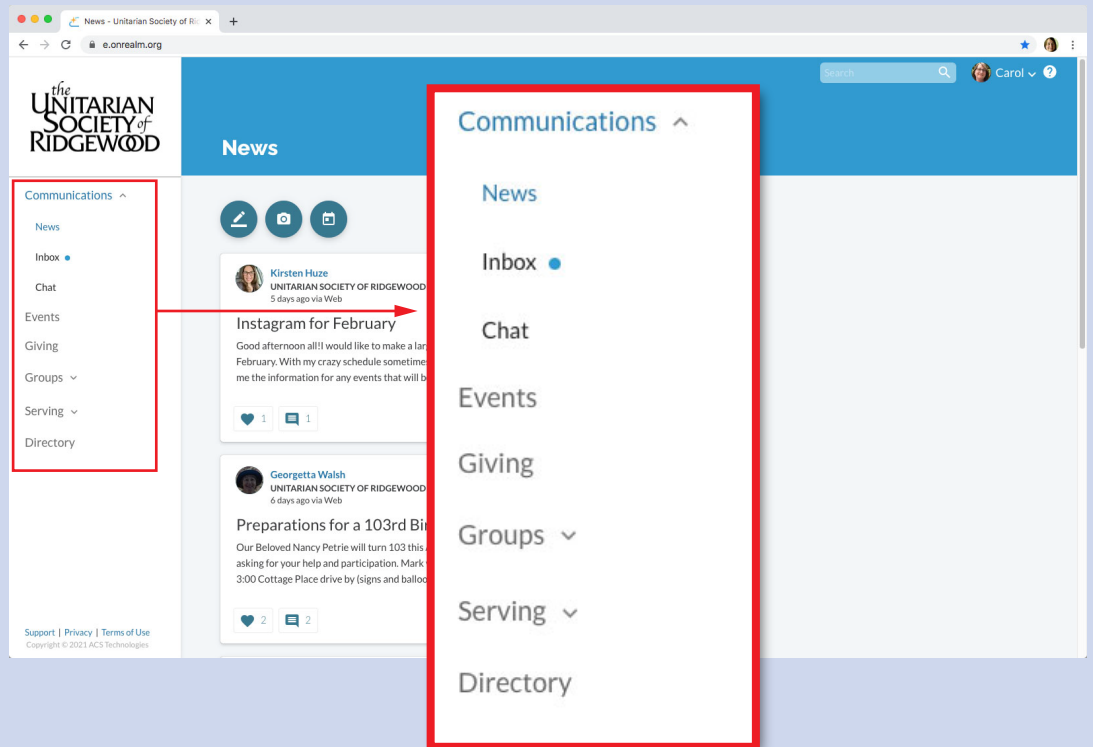 News - Unitarian Society of Ri
e.onrealm.org
the
UNITARIAN
SOCIETY of
RIDGEWOOD
Search
Carol
?
News
Communications
News
Inbox
Chat
Events
Giving
Groups
Serving
Directory
Kirsten Huze
UNITARIAN SOCIETY OF RIDGEWOOD
5 days ago via Web
Instagram for February
Good afternoon all!I would like to make a
February. With my crazy schedule
me the information for any events that will
1 1
Georgetta Walsh
UNITARIAN SOCIETY OF RIDGEWOOD
6 days ago via Web
Preparations for a 103rd
Our Beloved Nancy Petrie will turn 103 this
asking for your help and participation. Mark
3:00 Cottage Place drive by (signs and
2 2
Support | Privacy | Terms of Use
Copyright © 2021 ACS Technologies
Communications
News
Inbox
Chat
Events
Giving
Groups
Serving
Directory